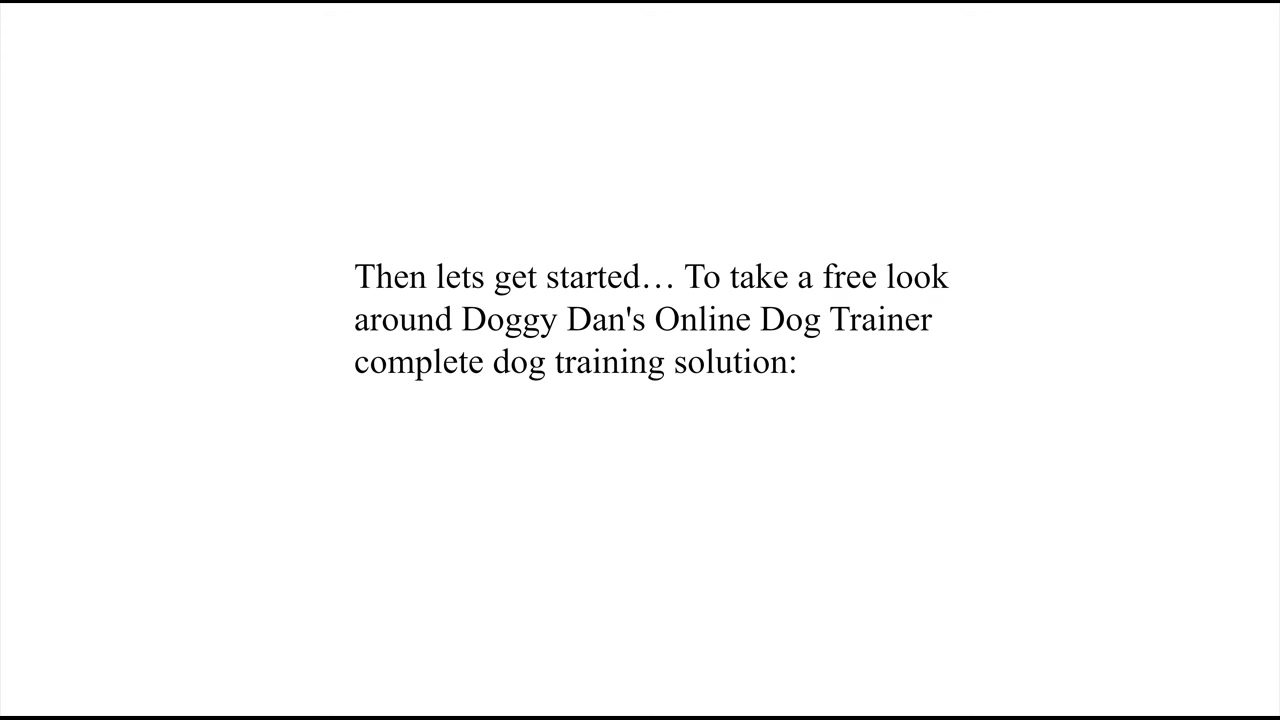 Then lets get started… To take a free look
around Doggy Dan's Online Dog Trainer
complete dog training solution: